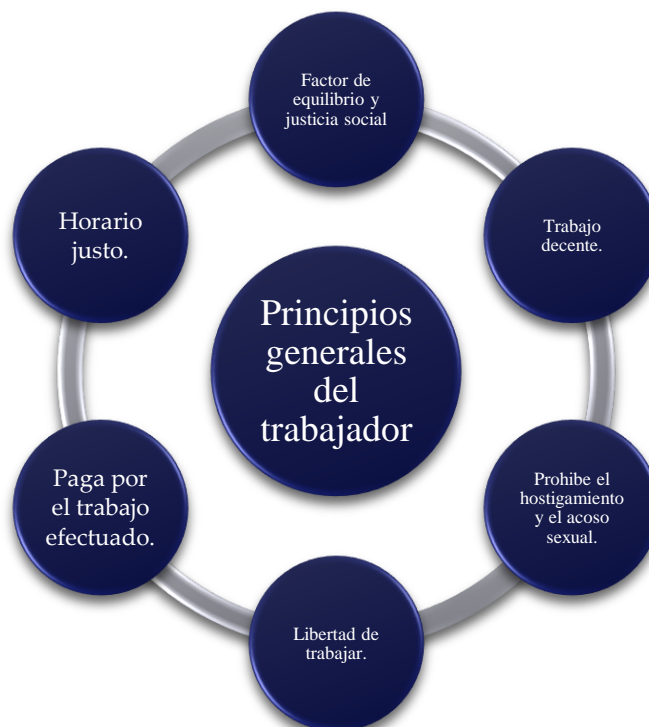 Factor de
equilibrio y
justicia social
Trabajo
decente.
Prohibe el
hostigamiento
y el acoso
sexual.
Libertad de
trabajar.
Paga por
el trabajo
efectuado.
Horario
justo.
Principios
generales
del
trabajador